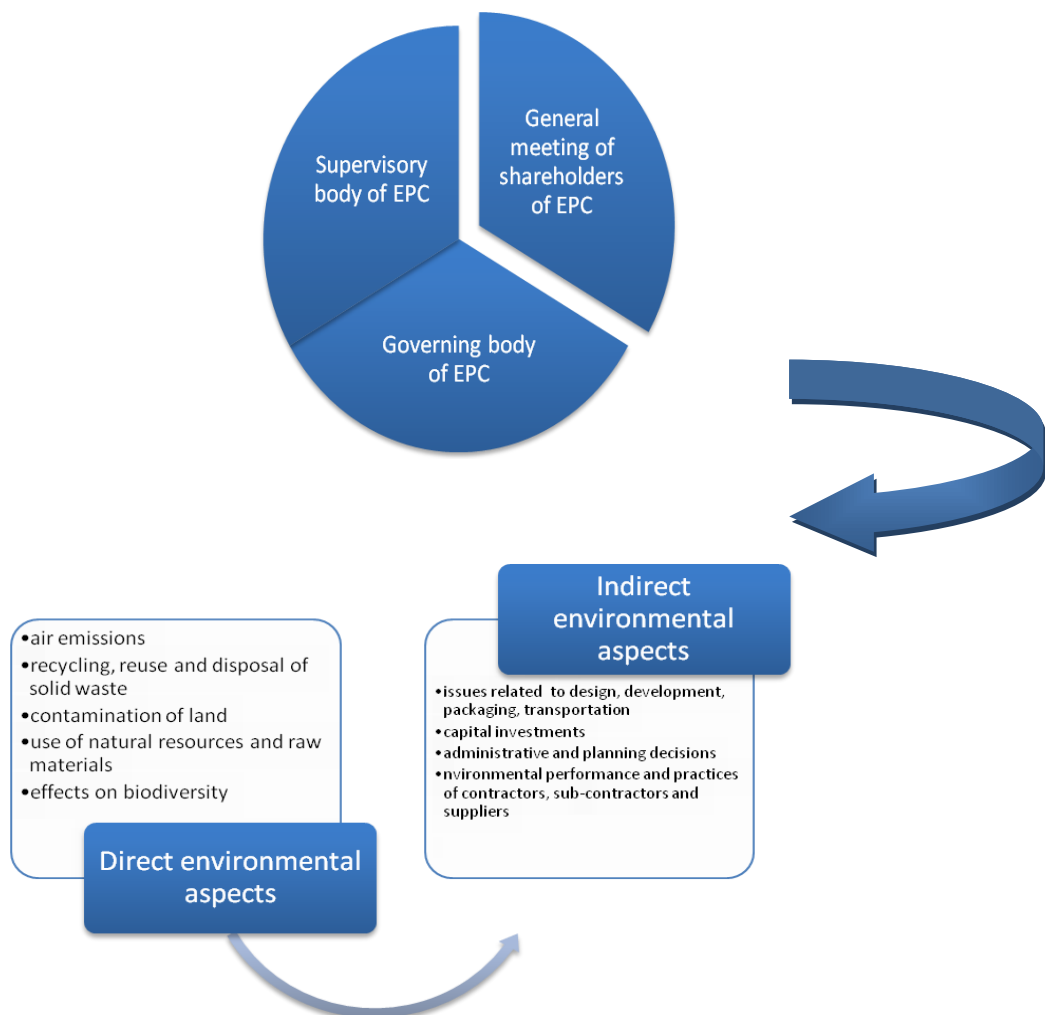 General
meeting of
shareholders
of EPC
Supervisory
body of EPC
Governing body
of EPC
Indirect
environmental
aspects
•air emissions
•recycling, reuse and disposal of
solid waste
•contamination of land
•use of natural resources and raw
materials
•effects on biodiversity
Direct environmental
aspects
•issues related to design, development,
packaging, transportation
•capital investments
•administrative and planning decisions
•nvironmental performance and practices
of contractors, sub-contractors and
suppliers